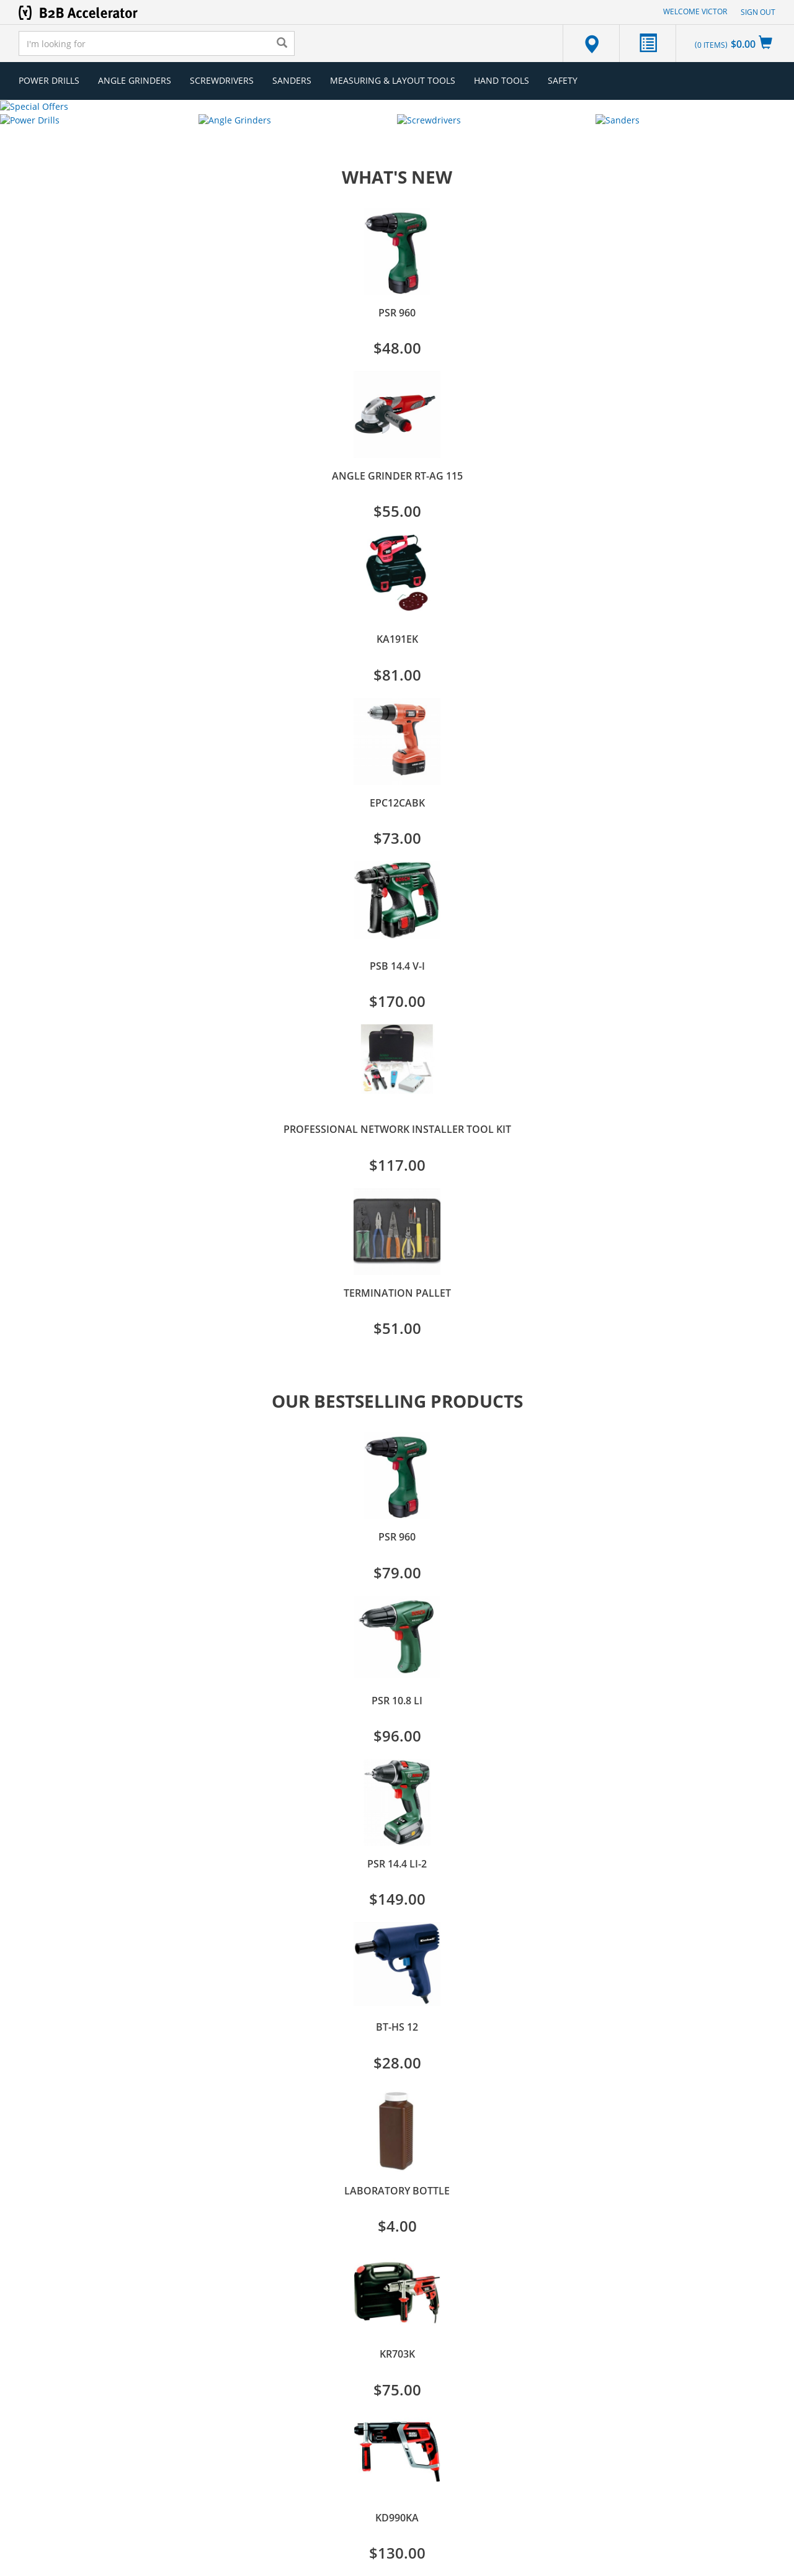 B2B Accelerator
WELCOME VICTOR
SIGN OUT
I'm looking for
(0 ITEMS) $0.00
POWER DRILLS
ANGLE GRINDERS
SCREWDRIVERS
SANDERS
MEASURING & LAYOUT TOOLS
HAND TOOLS
SAFETY
Special Offers
Power Drills
Angle Grinders
Screwdrivers
Sanders
WHAT'S NEW
PSR 960
$48.00
ANGLE GRINDER RT-AG 115
$55.00
KA191EK
$81.00
EPC12CABK
$73.00
PSB 14.4 V-I
$170.00
PROFESSIONAL NETWORK INSTALLER TOOL KIT
$117.00
TERMINATION PALLET
$51.00
OUR BESTSELLING PRODUCTS
PSR 960
$79.00
PSR 10.8 LI
$96.00
PSR 14.4 LI-2
$149.00
BT-HS 12
$28.00
LABORATORY BOTTLE
$4.00
KR703K
$75.00
KD990KA
$130.00